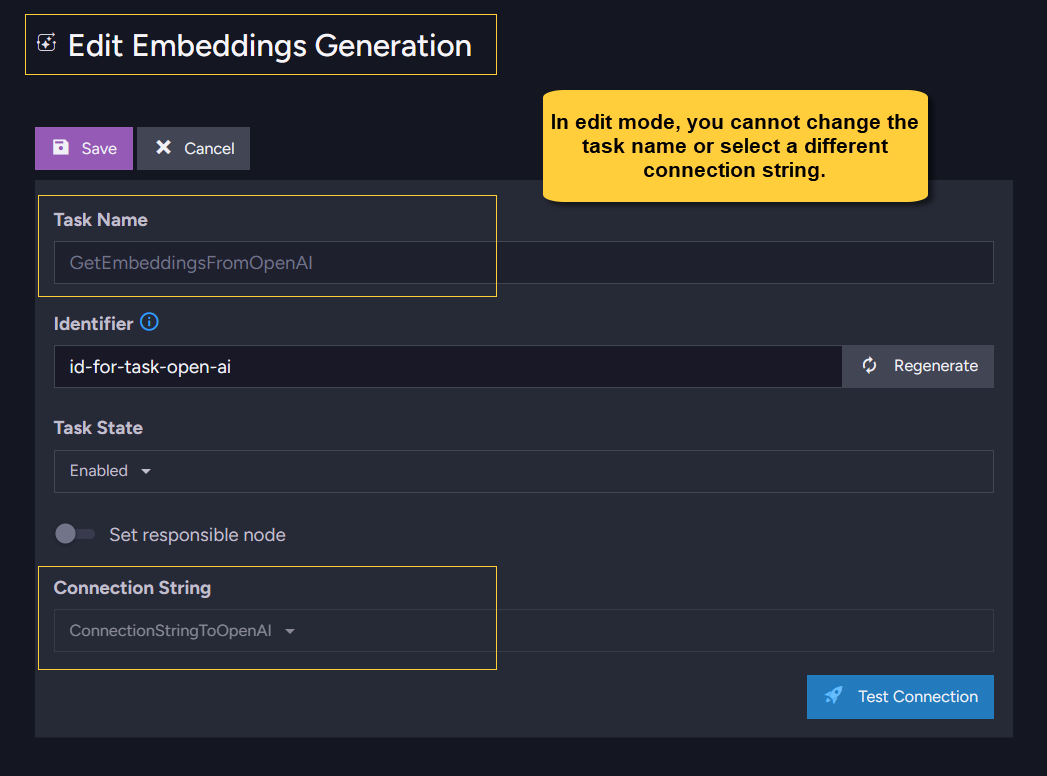 Edit Embeddings Generation
In edit mode, you cannot change the
task name or select a different
connection string.
Save
Cancel
Task Name
GetEmbeddingsFromOpenAI
Identifier
id-for-task-open-ai
Regenerate
Task State
Enabled
Set responsible node
Connection String
ConnectionStringToOpenAI
Test Connection